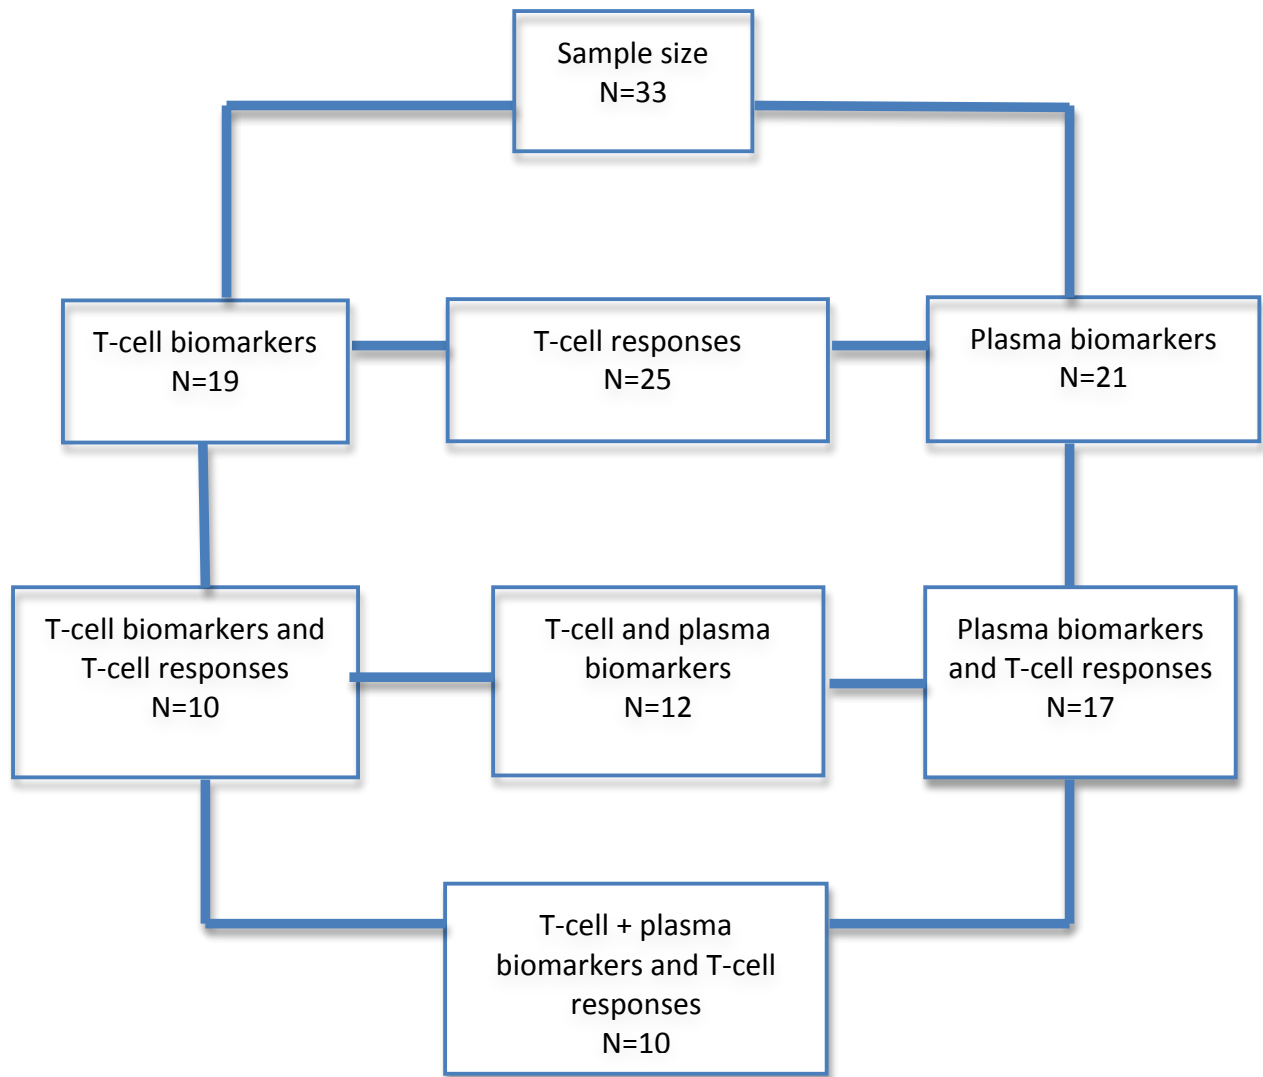 Sample size
N=33
T-cell biomarkers
N=19
T-cell responses
N=25
Plasma biomarkers
N=21
T-cell biomarkers and
T-cell responses
N=10
T-cell and plasma
biomarkers
N=12
Plasma biomarkers
and T-cell responses
N=17
T-cell + plasma
biomarkers and T-cell
responses
N=10